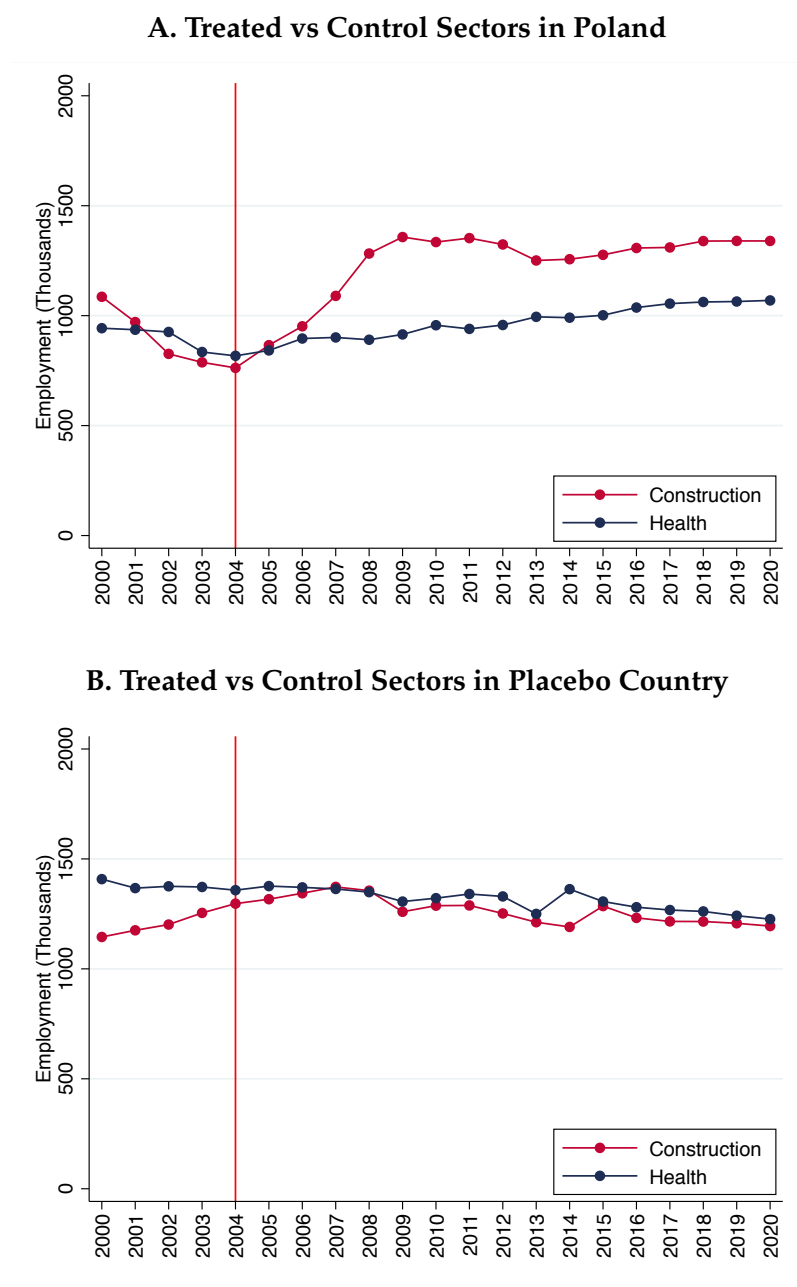 A. Treated vs Control Sectors in Poland
Employment (Thousands)
2000
1500
1000
500
0
Construction
Health
2000 2001 2002 2003 2004 2005 2006 2007 2008 2009 2010 2011 2012 2013 2014 2015 2016 2017 2018 2019 2020
B. Treated vs Control Sectors in Placebo Country
Employment (Thousands)
2000
1500
1000
500
0
Construction
Health
2000 2001 2002 2003 2004 2005 2006 2007 2008 2009 2010 2011 2012 2013 2014 2015 2016 2017 2018 2019 2020